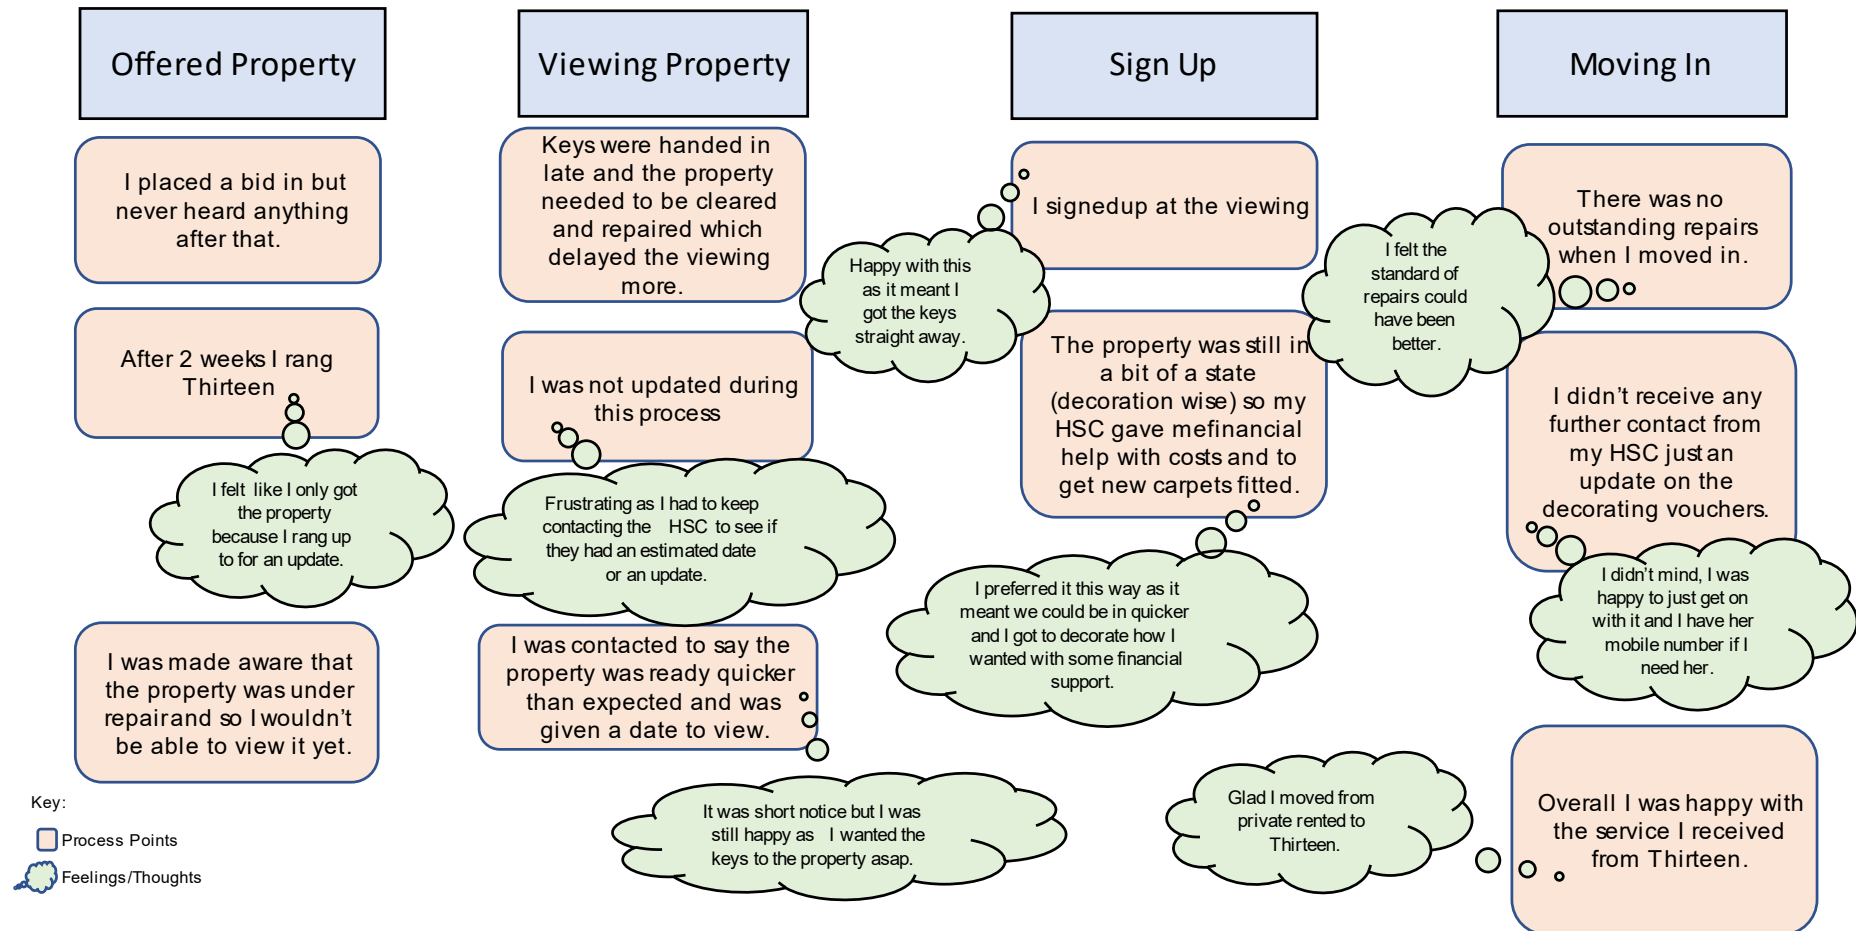 Offered Property
I placed a bid in but
never heard anything
after that.
After 2 weeks I rang
Thirteen
I felt like I only got
the property
because I rang up
to for an update.
I was made aware that
the property was under
repairand so I wouldn't
be able to view it yet.
Key:
Process Points
Feelings/Thoughts
Viewing Property
Keys were handed in
late and the property
needed to be cleared
and repaired which
delayed the viewing
more.
I was not updated during
this process
Frustrating as I had to keep
contacting the HSC to see if
they had an estimated date
or an update.
I was contacted to say the
property was ready quicker
than expected and was
given a date to view.
It was short notice but I was
still happy as I wanted the
keys to the property asap.
Sign Up
I signedup at the viewing
Happy with this
as it meant I
got the keys
straight away.
The property was still in
a bit of a state
(decoration wise) so my
HSC gave mefinancial
help with costs and to
get new carpets fitted.
I preferred it this way as it
meant we could be in quicker
and I got to decorate how I
wanted with some financial
support.
Moving In
There was no
outstanding repairs
when I moved in.
I felt the
standard of
repairs could
have been
better.
I didn't receive any
further contact from
my HSC just an
update on the
decorating vouchers.
I didn't mind, I was
happy to just get on
with it and I have her
mobile number if I
need her.
Overall I was happy with
the service I received
from Thirteen.
Glad I moved from
private rented to
Thirteen.